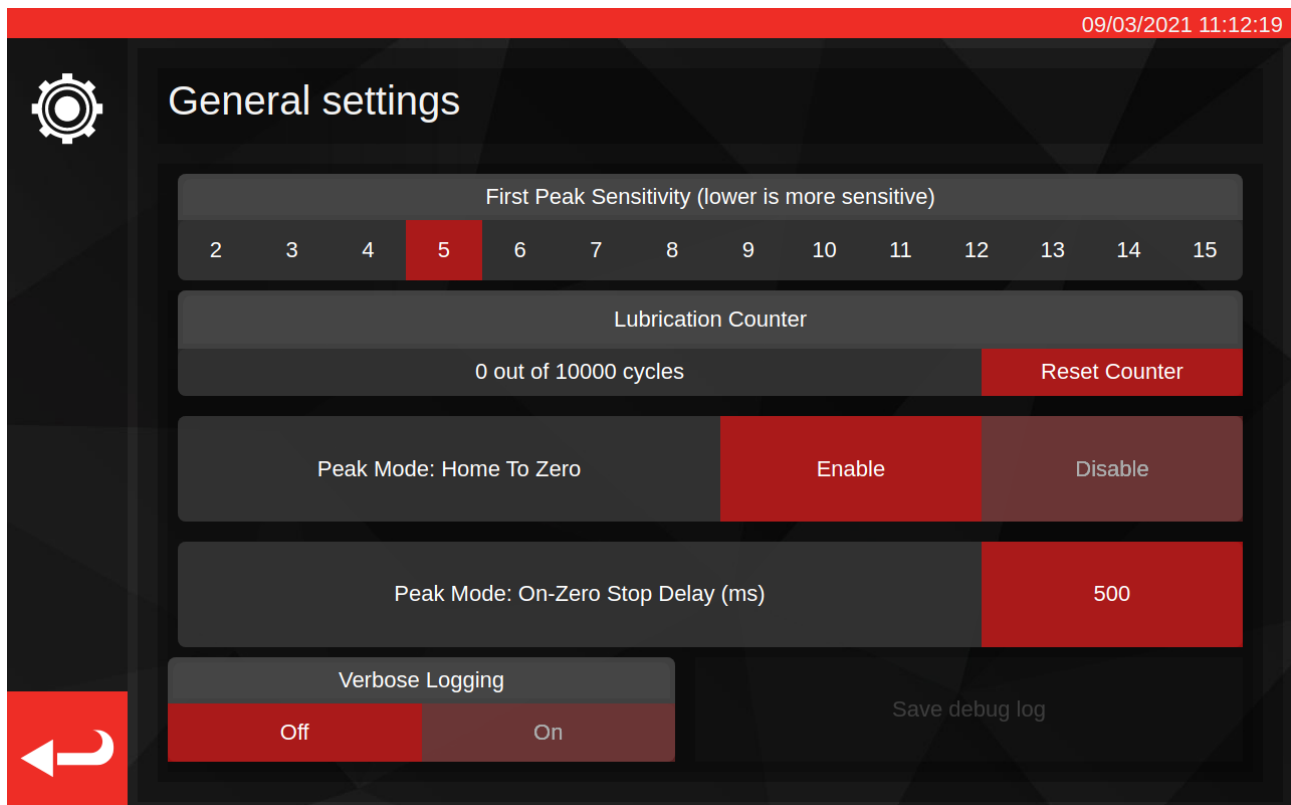 09/03/2021 11:12:19
General settings
First Peak Sensitivity (lower is more sensitive)
2 3 4 5 6 7 8 9 10 11 12 13 14 15
Lubrication Counter
0 out of 10000 cycles Reset Counter
Peak Mode: Home To Zero Enable Disable
Peak Mode: On-Zero Stop Delay (ms) 500
Verbose Logging
Off On
Save debug log